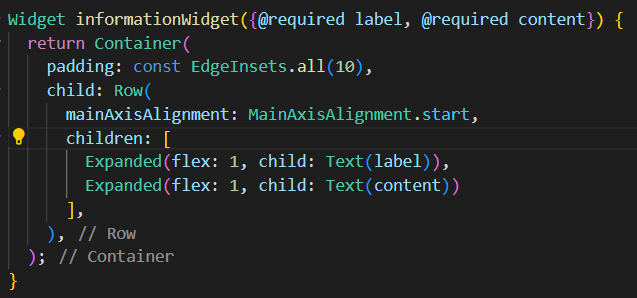 Widget informationWidget({@required label, @required content}) {
return Container(
padding: const EdgeInsets.all(10),
child: Row(
mainAxisAlignment: MainAxisAlignment.start,
children: [
Expanded(flex: 1, child: Text(label)),
Expanded(flex: 1, child: Text(content))
],
), // Row
); // Container
}